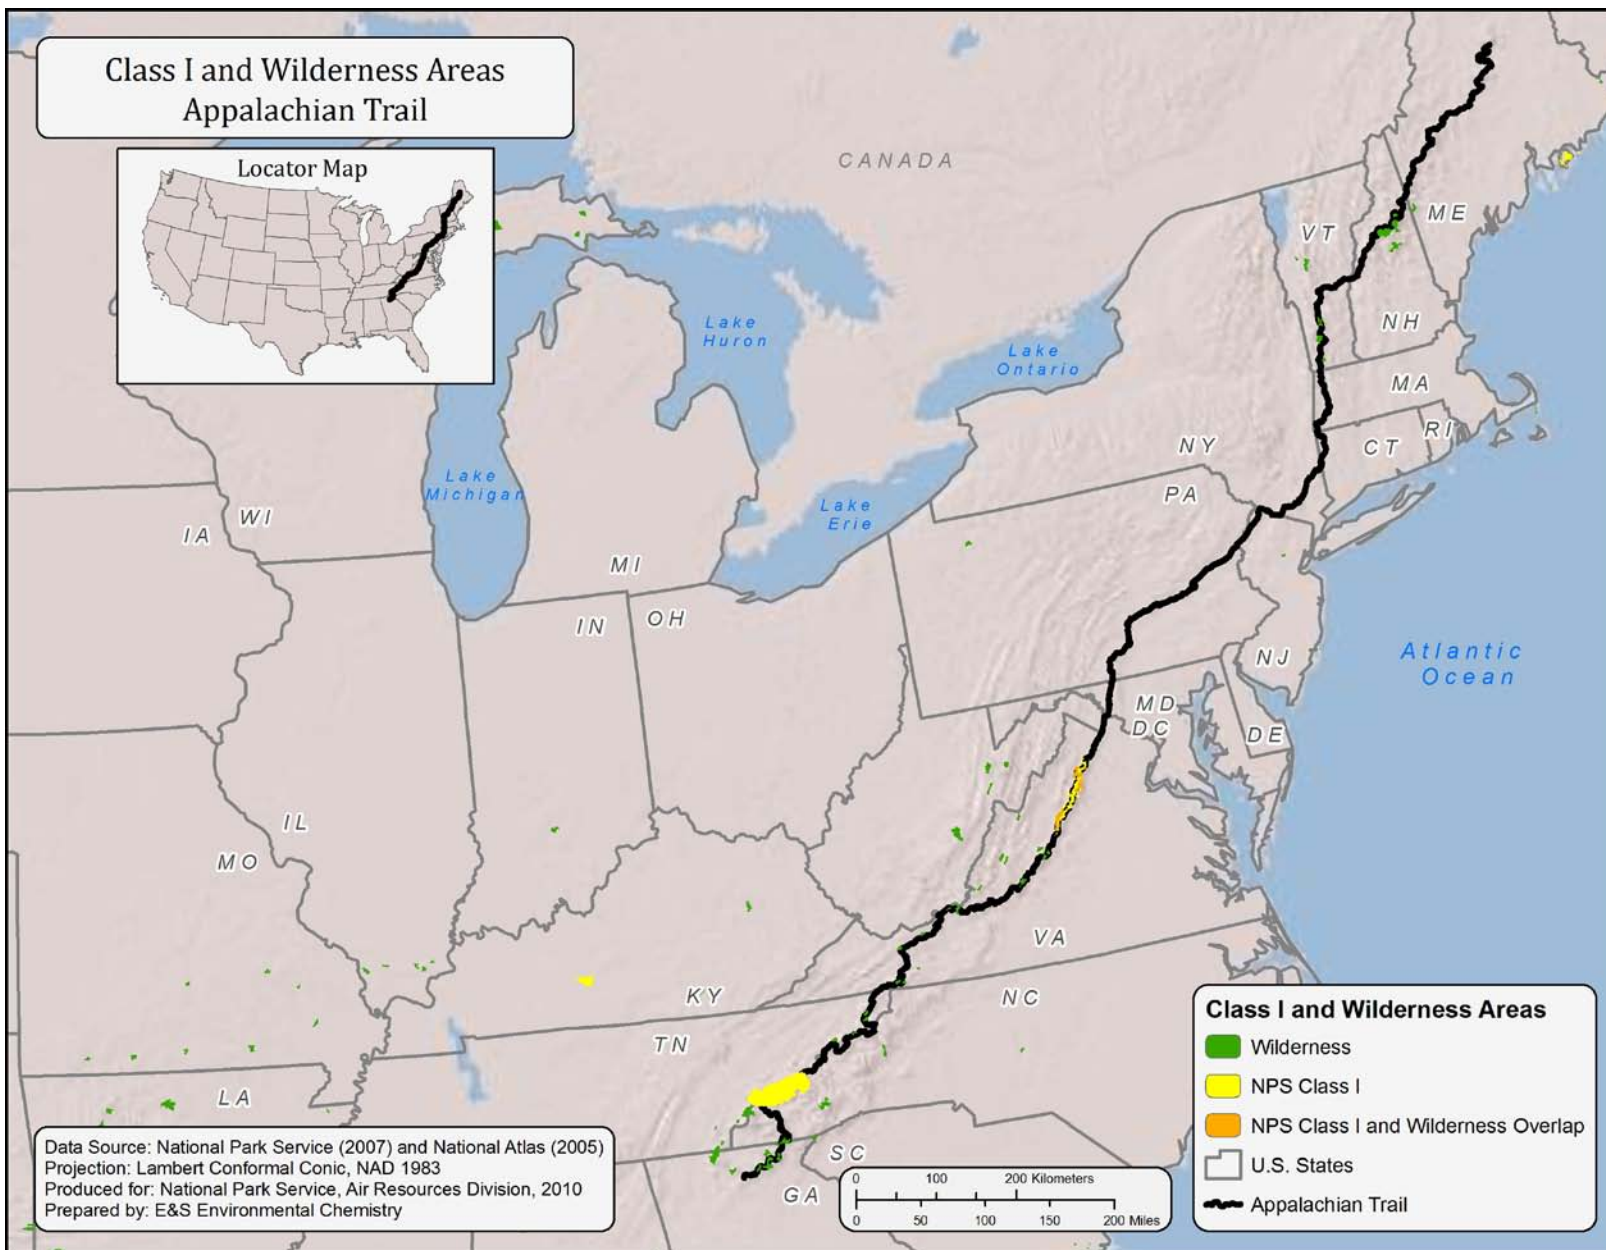 Class I and Wilderness Areas
Appalachian Trail
Locator Map
CANADA
ME
VT
NH
Lake
Huron
Lake
Ontario
MA
NY
CT
RI
Lake
Michigan
PA
Lake
Erie
WI
IA
MI
IN
OH
NJ
Atlantic
Ocean
MD
DC
DE
IL
MO
VA
KY
NC
TN
LA
SC
GA
Data Source: National Park Service (2007) and National Atlas (2005)
Projection: Lambert Conformal Conic, NAD 1983
Produced for: National Park Service, Air Resources Division, 2010
Prepared by: E&S Environmental Chemistry
0 100 200 Kilometers
0 50 100 150 200 Miles
Class I and Wilderness Areas
Wilderness
NPS Class I
NPS Class I and Wilderness Overlap
U.S. States
Appalachian Trail